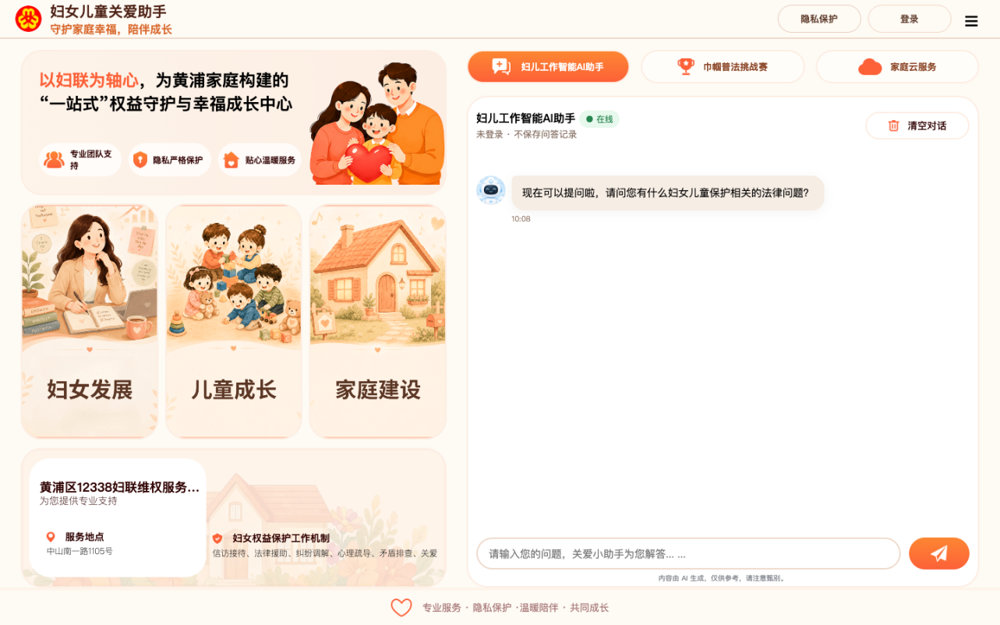 妇女儿童关爱助手
守护家庭幸福，陪伴成长
隐私保护
登录
以妇联为轴心，为黄浦家庭构建的
“一站式”权益守护与幸福成长中心
专业团队支
持
隐私严格保护
贴心温暖服务
妇女发展
儿童成长
家庭建设
黄浦区12338妇联维权服务...
为您提供专业支持
服务地点
中山南一路1105号
妇女权益保护工作机制
信访接待、法律援助、纠纷调解、心理疏导、矛盾排查、关爱
妇儿工作智能AI助手
巾帼普法挑战赛
家庭云服务
妇儿工作智能AI助手
在线
未登录 · 不保存问答记录
清空对话
现在可以提问啦，请问您有什么妇女儿童保护相关的法律问题?
10:08
请输入您的问题，关爱小助手为您解答... ...
内容由 AI 生成，仅供参考，请注意甄别。
专业服务 · 隐私保护 ·温暖陪伴 · 共同成长